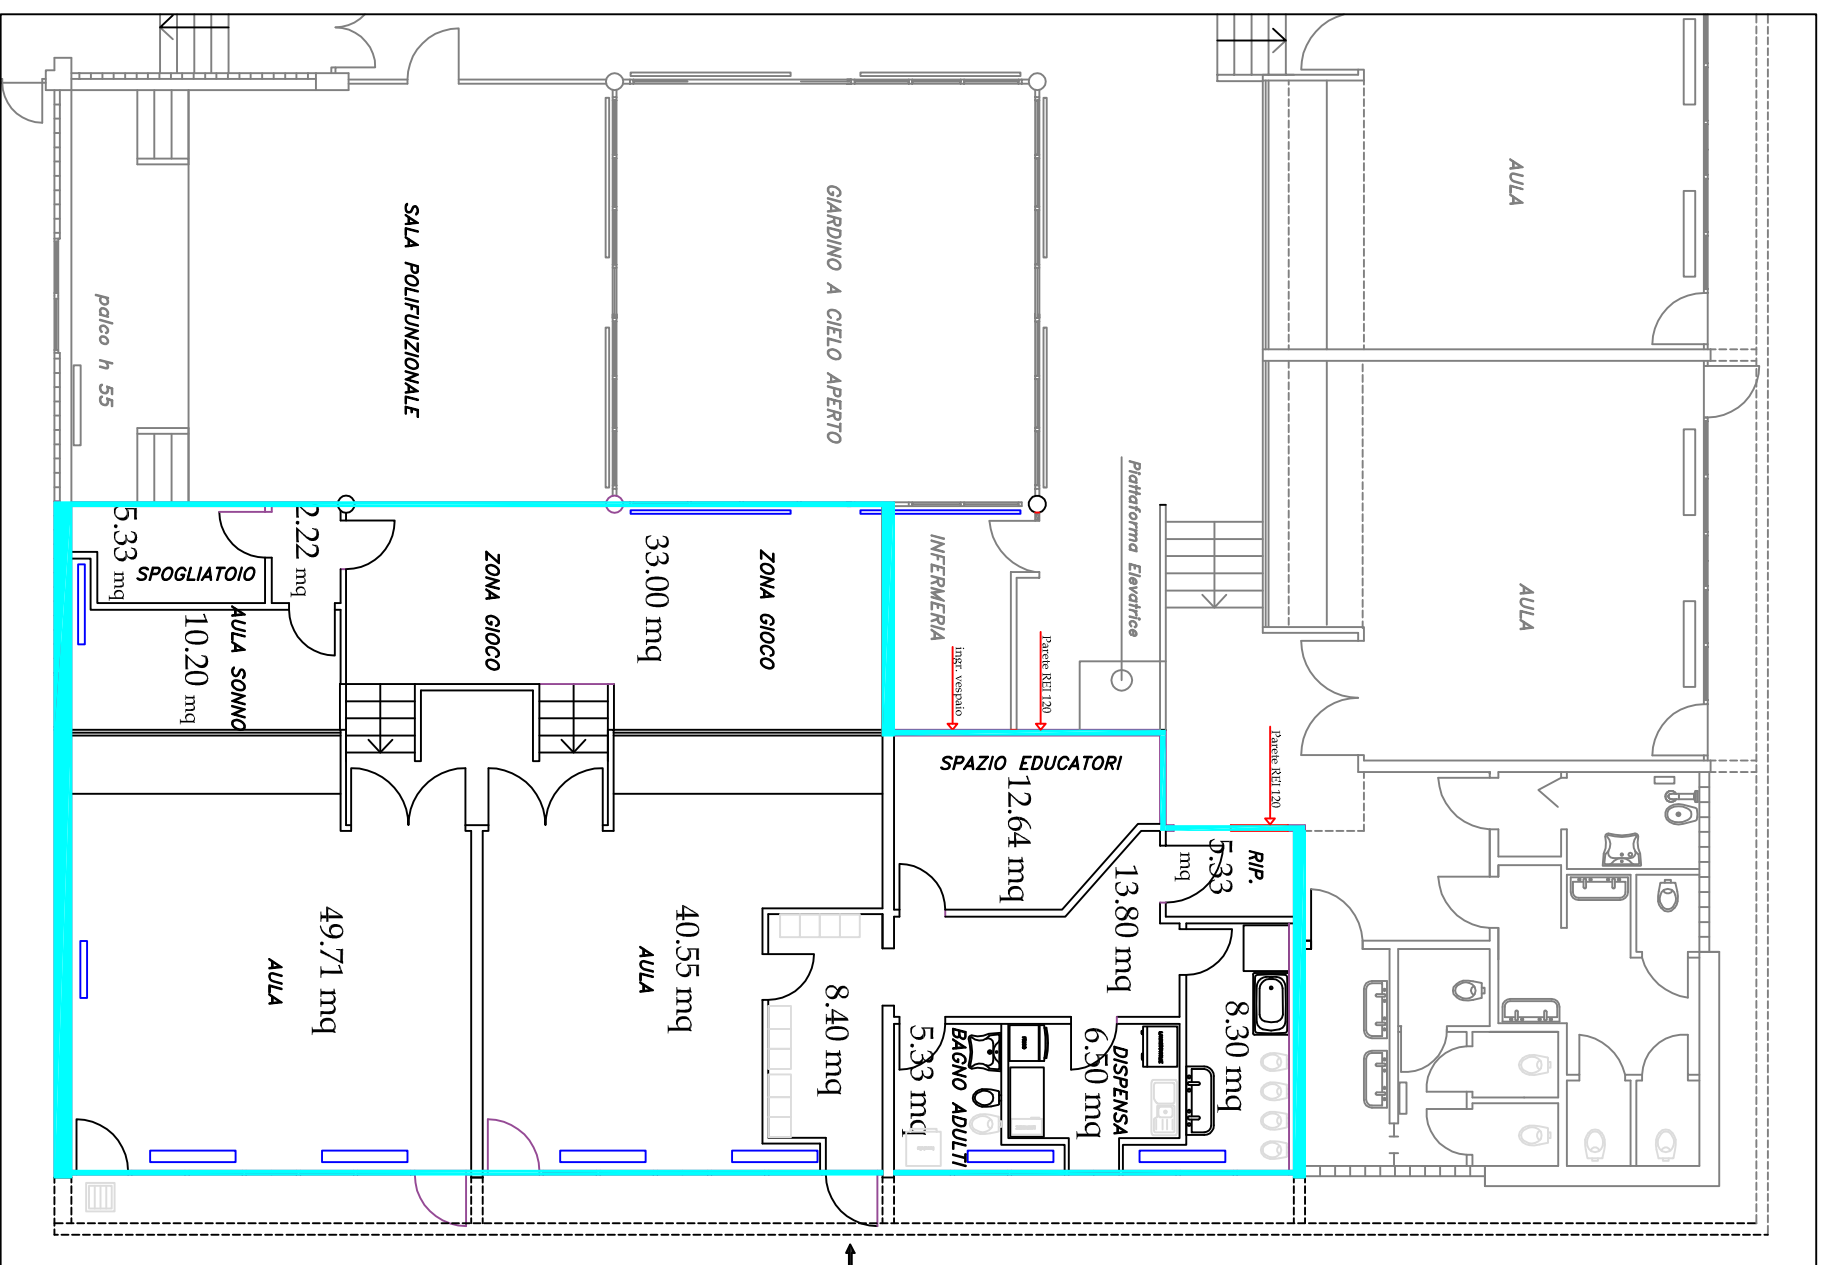 AULA
SALA POLIFUNZIONALE
GIARDINO A CIELO APERTO
palco h 55
Piattaforma Elevatrice
AULA
5.33 mq
2.22 mq
SPOGLIATOIO
ZONA GIOCO
33.00 mq
ZONA GIOCO
INFERMERIA
ingr. vespaio
Parete REI 120
AULA SONNO
10.20 mq
Parete REI 120
SPAZIO EDUCATORI
12.64 mq
RIP.
5.33
mq
13.80 mq
49.71 mq
AULA
40.55 mq
AULA
8.40 mq
5.33 mq
BAGNO ADULTI
6.50 mq
DISPENSA
8.30 mq